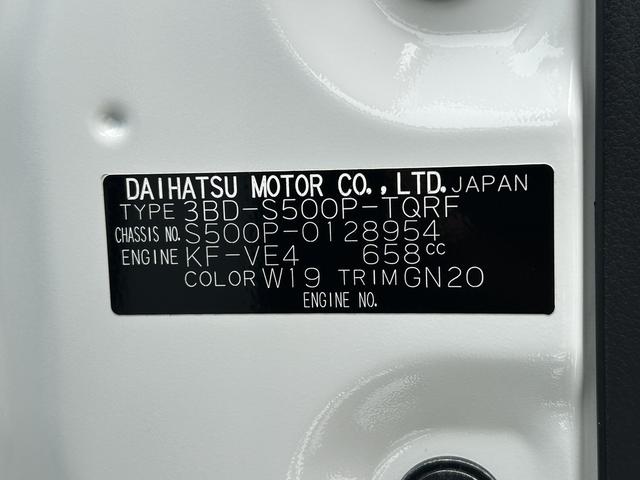 DAIHATSU MOTOR CO.,LTD. JAPAN
TYPE 3BD-S500P-TQRF
CHASSIS NO. S500P-0128954
ENGINE KF-VE4 658cc
COLOR W19 TRIM GN20
ENGINE NO.